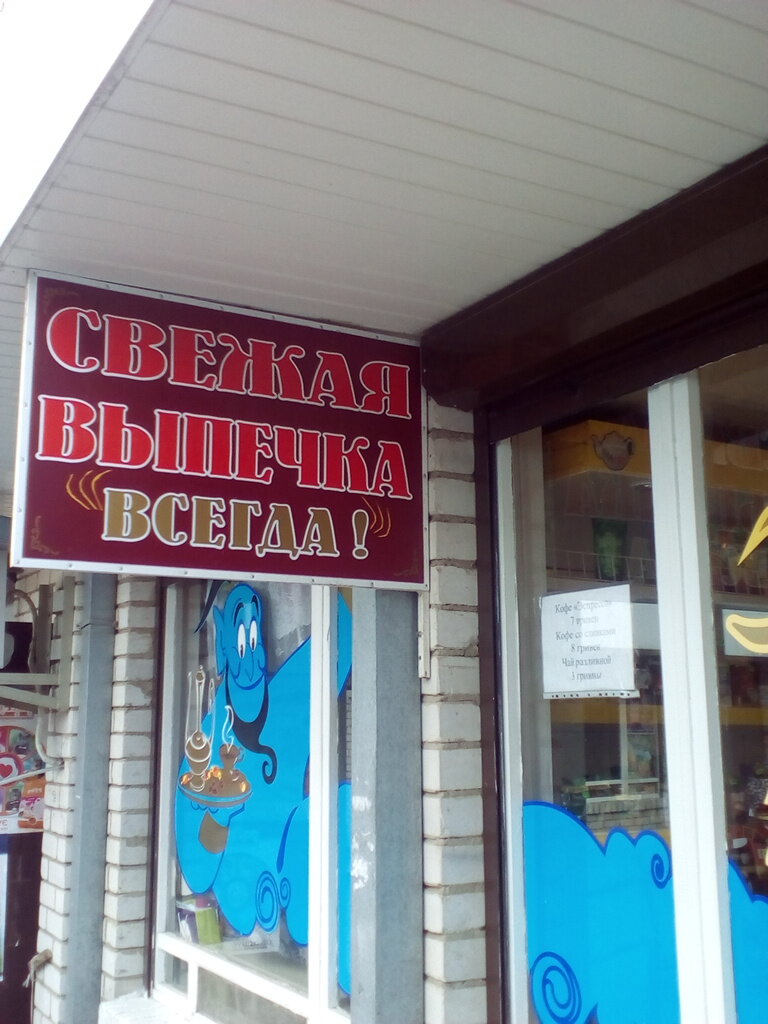 СВЕЖАЯ
ВЫПЕЧКА
ВСЕГДА!
Кофе «Эспрессо»
7 гривен
Кофе со сливками
8 гривен
Чай разливной
3 гривны